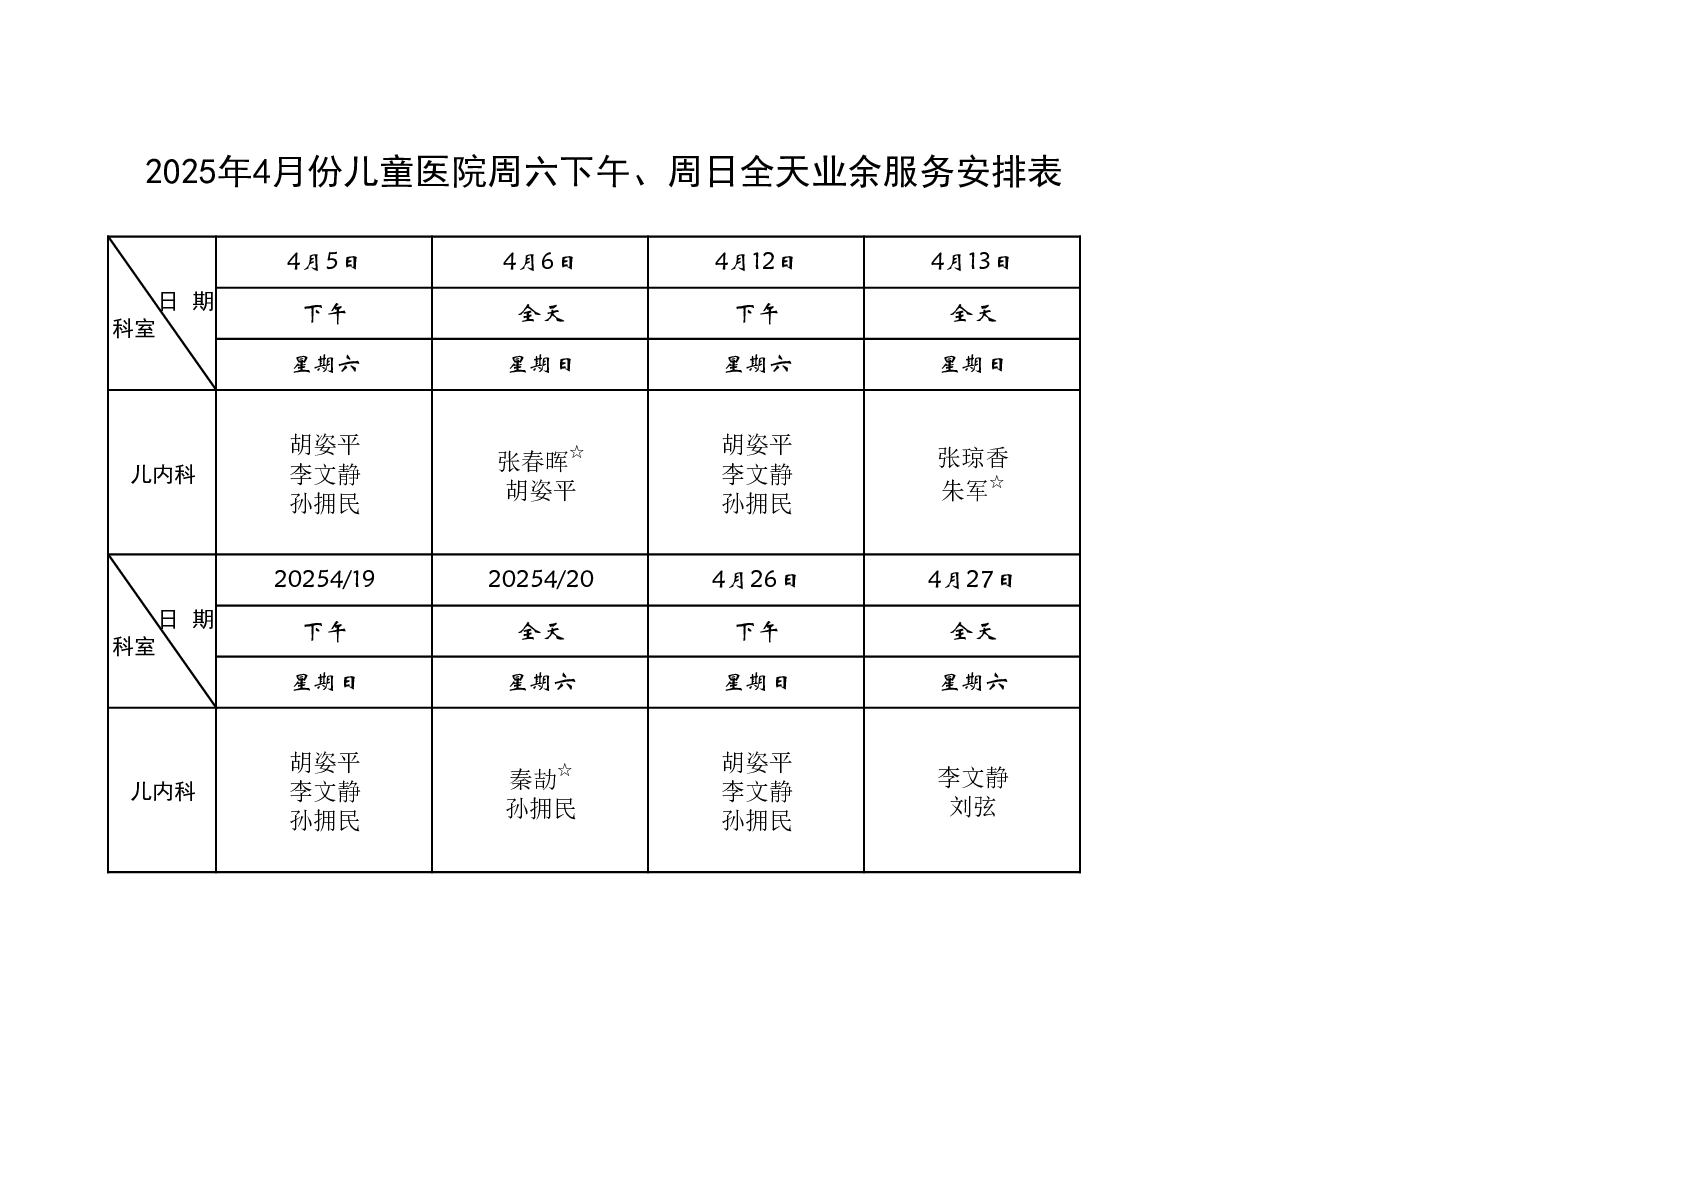 2025年4月份儿童医院周六下午、周日全天业余服务安排表
日 期
科室
4月5日 4月6日 4月12日 4月13日
下午 全天 下午 全天
星期六 星期日 星期六 星期日
儿内科
胡姿平
李文静
孙拥民
张春晖☆
胡姿平
胡姿平
李文静
孙拥民
张琼香
朱军☆
日 期
科室
20254/19 20254/20 4月26日 4月27日
下午 全天 下午 全天
星期日 星期六 星期日 星期六
儿内科
胡姿平
李文静
孙拥民
秦劼☆
孙拥民
胡姿平
李文静
孙拥民
李文静
刘弦